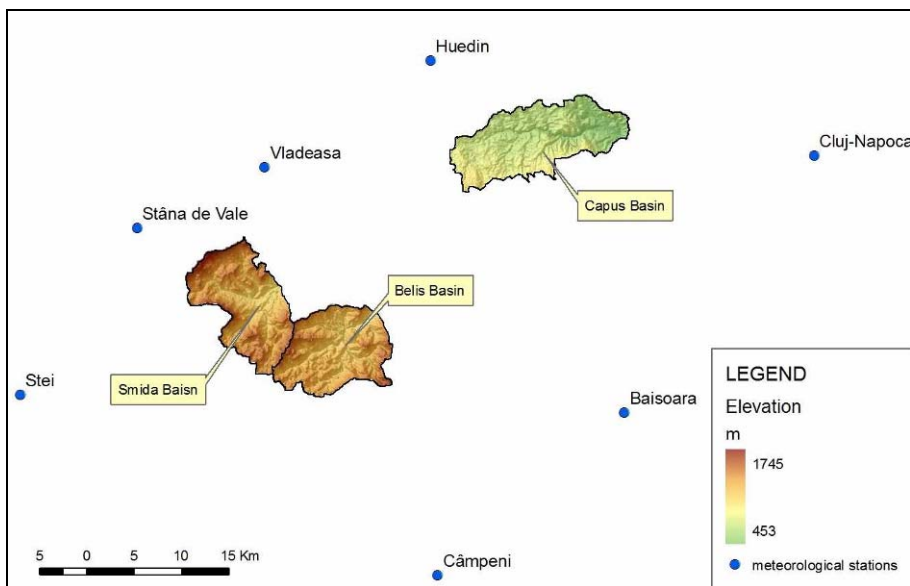 Huedin
Cluj-Napoca
Vladeasa
Capus Basin
Stâna de Vale
Belis Basin
Smida Baisn
Stei
Baisoara
LEGEND
Elevation
m
1745
453
meteorological stations
5 0 5 10 15 Km
Câmpeni